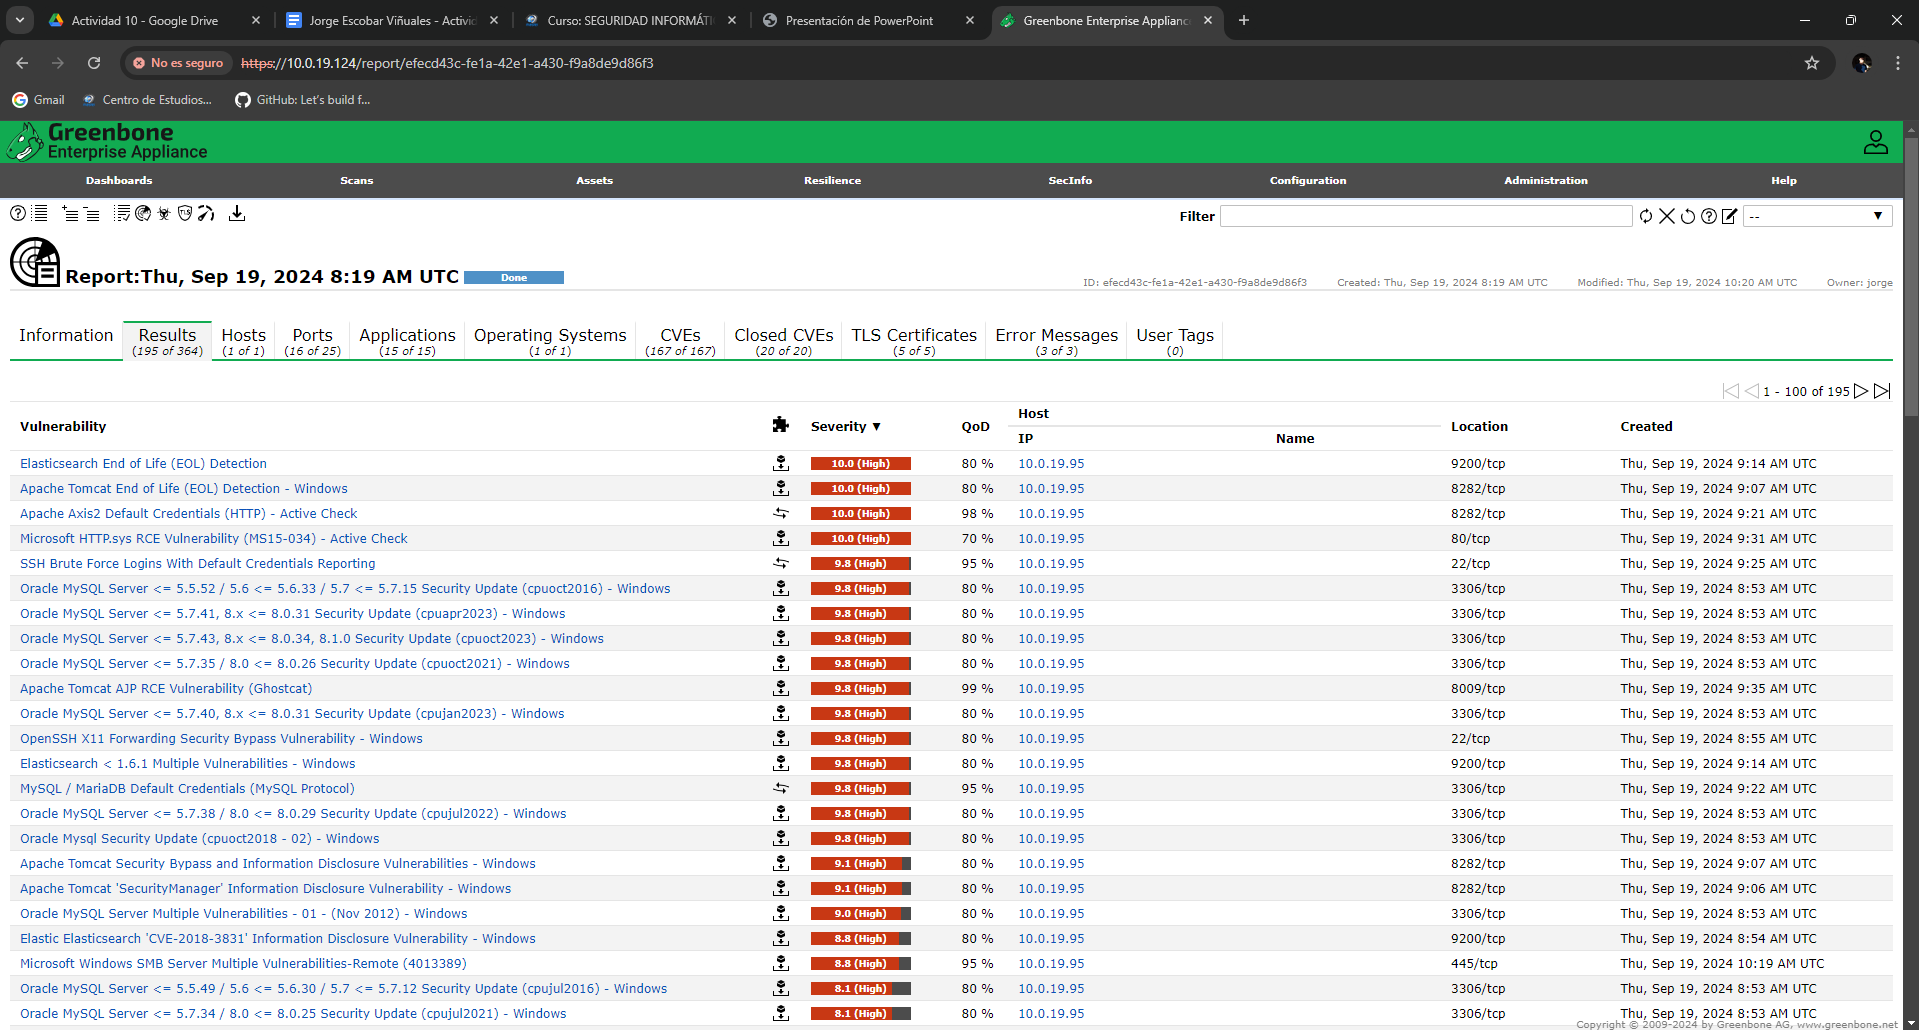 Actividad 10 - Google Drive
Jorge Escobar Viñuales - Activid
Curso: SEGURIDAD INFORMÁTI
Presentación de PowerPoint
Greenbone Enterprise Appliance
No es seguro https://10.0.19.124/report/efecd43c-fe1a-42e1-a430-f9a8de9d86f3
Gmail Centro de Estudios... GitHub: Let's build f...
Greenbone
Enterprise Appliance
Dashboards Scans Assets Resilience SecInfo Configuration Administration Help
Filter --
Report:Thu, Sep 19, 2024 8:19 AM UTC Done
ID: efecd43c-fe1a-42e1-a430-f9a8de9d86f3 Created: Thu, Sep 19, 2024 8:19 AM UTC Modified: Thu, Sep 19, 2024 10:20 AM UTC Owner: jorge
Information Results Hosts Ports Applications Operating Systems CVEs Closed CVEs TLS Certificates Error Messages User Tags
(195 of 364) (1 of 1) (16 of 25) (15 of 15) (1 of 1) (167 of 167) (20 of 20) (5 of 5) (3 of 3) (0)
1 - 100 of 195
Vulnerability Severity ▼ QoD Host Location Created
IP Name
Elasticsearch End of Life (EOL) Detection 10.0 (High) 80 % 10.0.19.95 9200/tcp Thu, Sep 19, 2024 9:14 AM UTC
Apache Tomcat End of Life (EOL) Detection - Windows 10.0 (High) 80 % 10.0.19.95 8282/tcp Thu, Sep 19, 2024 9:07 AM UTC
Apache Axis2 Default Credentials (HTTP) - Active Check 10.0 (High) 98 % 10.0.19.95 8282/tcp Thu, Sep 19, 2024 9:21 AM UTC
Microsoft HTTP.sys RCE Vulnerability (MS15-034) - Active Check 10.0 (High) 70 % 10.0.19.95 80/tcp Thu, Sep 19, 2024 9:31 AM UTC
SSH Brute Force Logins With Default Credentials Reporting 9.8 (High) 95 % 10.0.19.95 22/tcp Thu, Sep 19, 2024 9:25 AM UTC
Oracle MySQL Server <= 5.5.52 / 5.6 <= 5.6.33 / 5.7 <= 5.7.15 Security Update (cpuoct2016) - Windows 9.8 (High) 80 % 10.0.19.95 3306/tcp Thu, Sep 19, 2024 8:53 AM UTC
Oracle MySQL Server <= 5.7.41, 8.x <= 8.0.31 Security Update (cpuapr2023) - Windows 9.8 (High) 80 % 10.0.19.95 3306/tcp Thu, Sep 19, 2024 8:53 AM UTC
Oracle MySQL Server <= 5.7.43, 8.x <= 8.0.34, 8.1.0 Security Update (cpuoct2023) - Windows 9.8 (High) 80 % 10.0.19.95 3306/tcp Thu, Sep 19, 2024 8:53 AM UTC
Oracle MySQL Server <= 5.7.35 / 8.0 <= 8.0.26 Security Update (cpuoct2021) - Windows 9.8 (High) 80 % 10.0.19.95 3306/tcp Thu, Sep 19, 2024 8:53 AM UTC
Apache Tomcat AJP RCE Vulnerability (Ghostcat) 9.8 (High) 99 % 10.0.19.95 8009/tcp Thu, Sep 19, 2024 9:35 AM UTC
Oracle MySQL Server <= 5.7.40, 8.x <= 8.0.31 Security Update (cpujan2023) - Windows 9.8 (High) 80 % 10.0.19.95 3306/tcp Thu, Sep 19, 2024 8:53 AM UTC
OpenSSH X11 Forwarding Security Bypass Vulnerability - Windows 9.8 (High) 80 % 10.0.19.95 22/tcp Thu, Sep 19, 2024 8:55 AM UTC
Elasticsearch < 1.6.1 Multiple Vulnerabilities - Windows 9.8 (High) 80 % 10.0.19.95 9200/tcp Thu, Sep 19, 2024 9:14 AM UTC
MySQL / MariaDB Default Credentials (MySQL Protocol) 9.8 (High) 95 % 10.0.19.95 3306/tcp Thu, Sep 19, 2024 9:22 AM UTC
Oracle MySQL Server <= 5.7.38 / 8.0 <= 8.0.29 Security Update (cpujul2022) - Windows 9.8 (High) 80 % 10.0.19.95 3306/tcp Thu, Sep 19, 2024 8:53 AM UTC
Oracle Mysql Security Update (cpuoct2018 - 02) - Windows 9.8 (High) 80 % 10.0.19.95 3306/tcp Thu, Sep 19, 2024 8:53 AM UTC
Apache Tomcat Security Bypass and Information Disclosure Vulnerabilities - Windows 9.1 (High) 80 % 10.0.19.95 8282/tcp Thu, Sep 19, 2024 9:07 AM UTC
Apache Tomcat 'SecurityManager' Information Disclosure Vulnerability - Windows 9.1 (High) 80 % 10.0.19.95 8282/tcp Thu, Sep 19, 2024 9:06 AM UTC
Oracle MySQL Server Multiple Vulnerabilities - 01 - (Nov 2012) - Windows 9.0 (High) 80 % 10.0.19.95 3306/tcp Thu, Sep 19, 2024 8:53 AM UTC
Elastic Elasticsearch 'CVE-2018-3831' Information Disclosure Vulnerability - Windows 8.8 (High) 80 % 10.0.19.95 9200/tcp Thu, Sep 19, 2024 8:54 AM UTC
Microsoft Windows SMB Server Multiple Vulnerabilities-Remote (4013389) 8.8 (High) 95 % 10.0.19.95 445/tcp Thu, Sep 19, 2024 10:19 AM UTC
Oracle MySQL Server <= 5.5.49 / 5.6 <= 5.6.30 / 5.7 <= 5.7.12 Security Update (cpujul2016) - Windows 8.1 (High) 80 % 10.0.19.95 3306/tcp Thu, Sep 19, 2024 8:53 AM UTC
Oracle MySQL Server <= 5.7.34 / 8.0 <= 8.0.25 Security Update (cpujul2021) - Windows 8.1 (High) 80 % 10.0.19.95 3306/tcp Thu, Sep 19, 2024 8:53 AM UTC
Copyright © 2009-2024 by Greenbone AG, www.greenbone.net